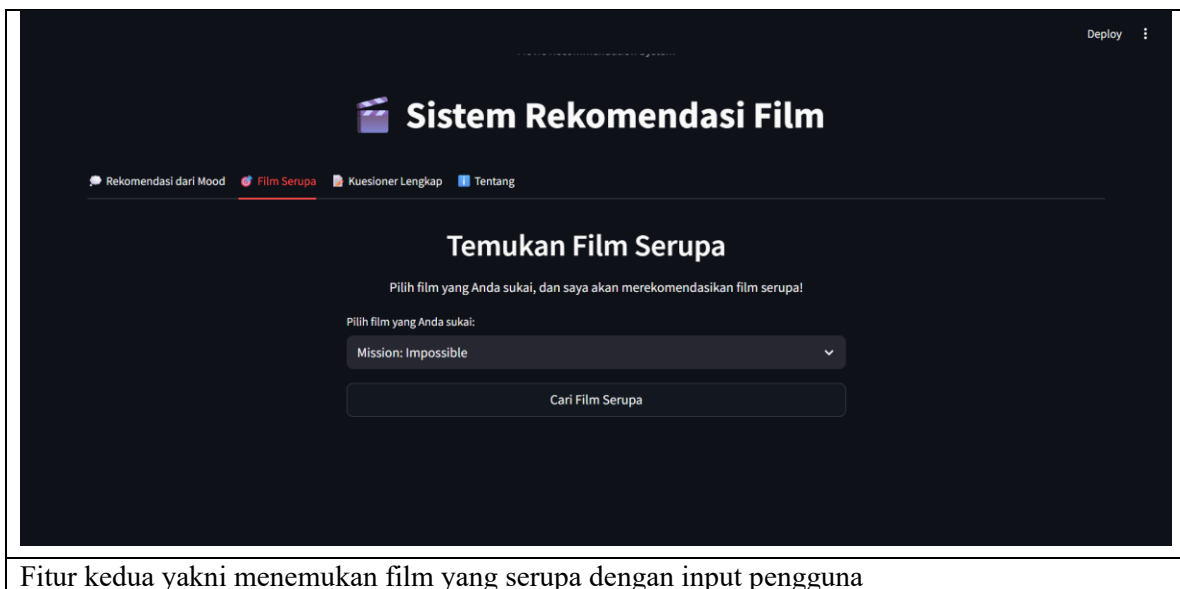 Deploy
Sistem Rekomendasi Film
Rekomendasi dari Mood Film Serupa Kuesioner Lengkap Tentang
Temukan Film Serupa
Pilih film yang Anda sukai, dan saya akan merekomendasikan film serupa!
Pilih film yang Anda sukai:
Mission: Impossible
Cari Film Serupa
Fitur kedua yakni menemukan film yang serupa dengan input pengguna